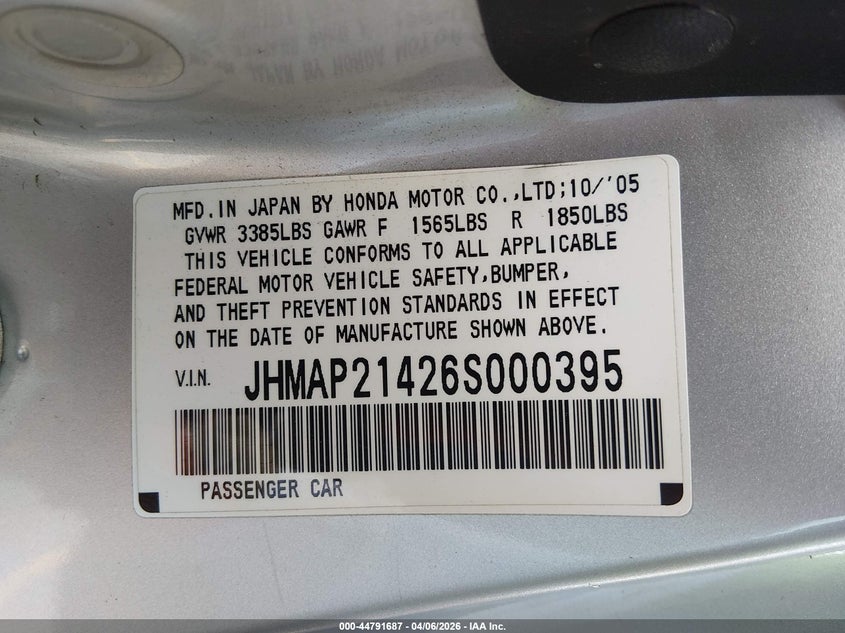 MFD.IN JAPAN BY HONDA MOTOR CO.,LTD;10/'05
GVWR 3385LBS GAWR F 1565LBS R 1850LBS
THIS VEHICLE CONFORMS TO ALL APPLICABLE
FEDERAL MOTOR VEHICLE SAFETY,BUMPER,
AND THEFT PREVENTION STANDARDS IN EFFECT
ON THE DATE OF MANUFACTURE SHOWN ABOVE.
V.I.N. JHMAP21426S000395
PASSENGER CAR
000-44791687 - 04/06/2026 - IAA Inc.